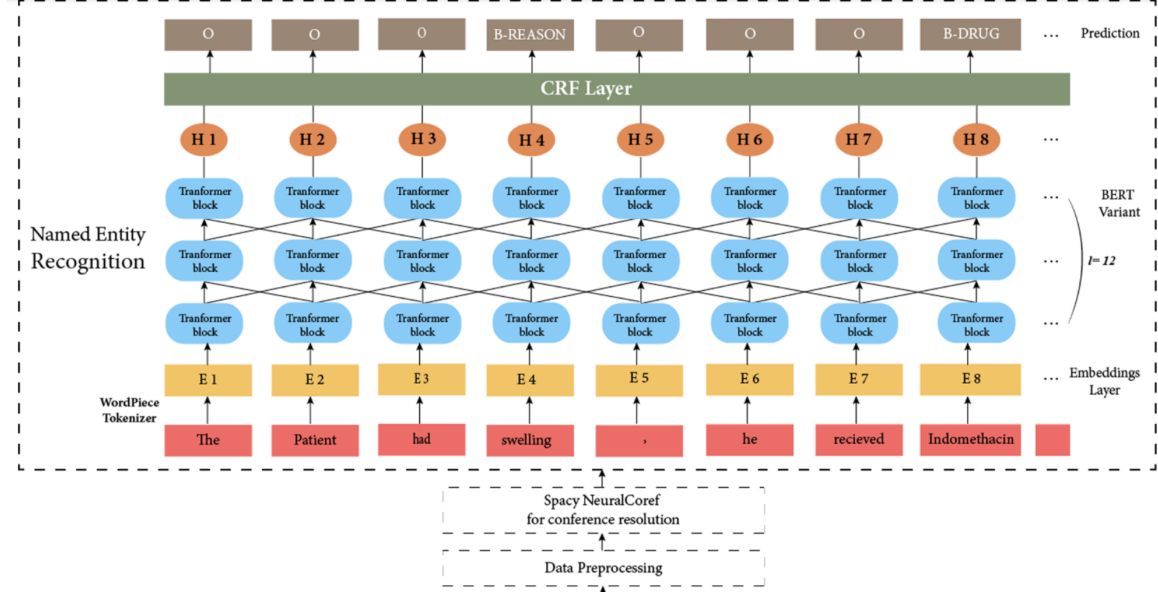 O O 0 B-REASON O O O B-DRUG ... Prediction
CRF Layer
H 1 H 2 H 3 H 4 H 5 H 6 H 7 H 8 ...
Tranformer block Tranformer block Tranformer block Tranformer block Tranformer block Tranformer block Tranformer block Tranformer block ... BERT Variant
Named Entity Recognition
Tranformer block Tranformer block Tranformer block Tranformer block Tranformer block Tranformer block Tranformer block Tranformer block ... l= 12
Tranformer block Tranformer block Tranformer block Tranformer block Tranformer block Tranformer block Tranformer block Tranformer block ...
E 1 E 2 E 3 E 4 E 5 E 6 E 7 E 8 ... Embeddings Layer
WordPiece Tokenizer
The Patient had swelling , he recieved Indomethacin
Spacy NeuralCoref
for conference resolution
Data Preprocessing